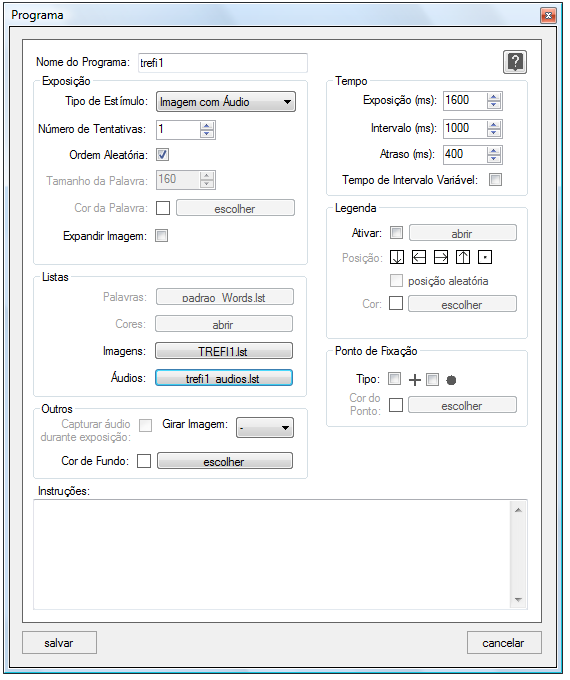 Programa
Nome do Programa: trefi1
?
Exposição
Tipo de Estímulo: Imagem com Áudio
Número de Tentativas: 1
Ordem Aleatória:
Tamanho da Palavra: 160
Cor da Palavra: escolher
Expandir Imagem:
Tempo
Exposição (ms): 1600
Intervalo (ms): 1000
Atraso (ms): 400
Tempo de Intervalo Variável:
Legenda
Ativar: abrir
Posição:
posição aleatória
Cor: escolher
Listas
Palavras: padrao_Words.lst
Cores: abrir
Imagens: TREFI1.lst
Áudios: trefi1_audios.lst
Ponto de Fixação
Tipo:
Cor do
Ponto: escolher
Outros
Capturar áudio
durante exposição:
Girar Imagem: -
Cor de Fundo: escolher
Instruções:
salvar
cancelar